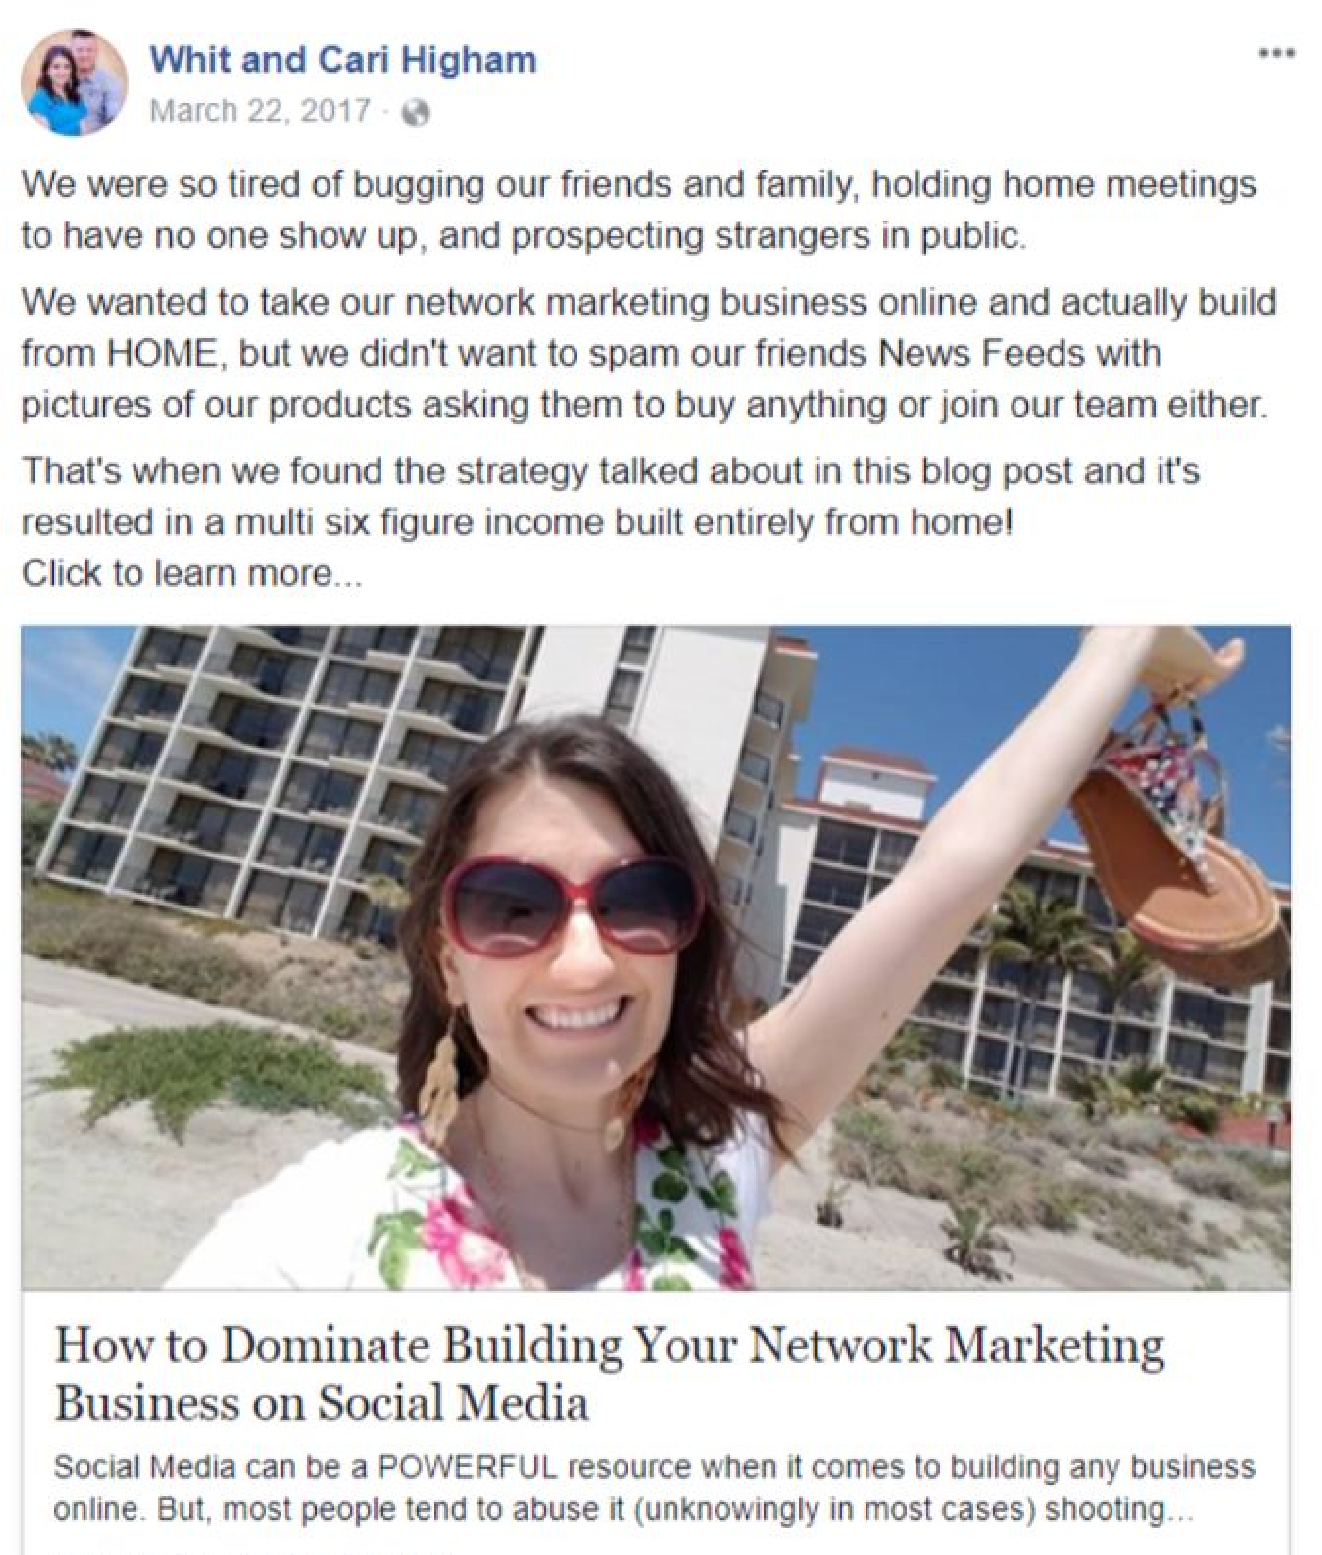 Whit and Cari Higham
March 22, 2017 ·
We were so tired of bugging our friends and family, holding home meetings
to have no one show up, and prospecting strangers in public.
We wanted to take our network marketing business online and actually build
from HOME, but we didn't want to spam our friends News Feeds with
pictures of our products asking them to buy anything or join our team either.
That's when we found the strategy talked about in this blog post and it's
resulted in a multi six figure income built entirely from home!
Click to learn more...
How to Dominate Building Your Network Marketing
Business on Social Media
Social Media can be a POWERFUL resource when it comes to building any business
online. But, most people tend to abuse it (unknowingly in most cases) shooting...